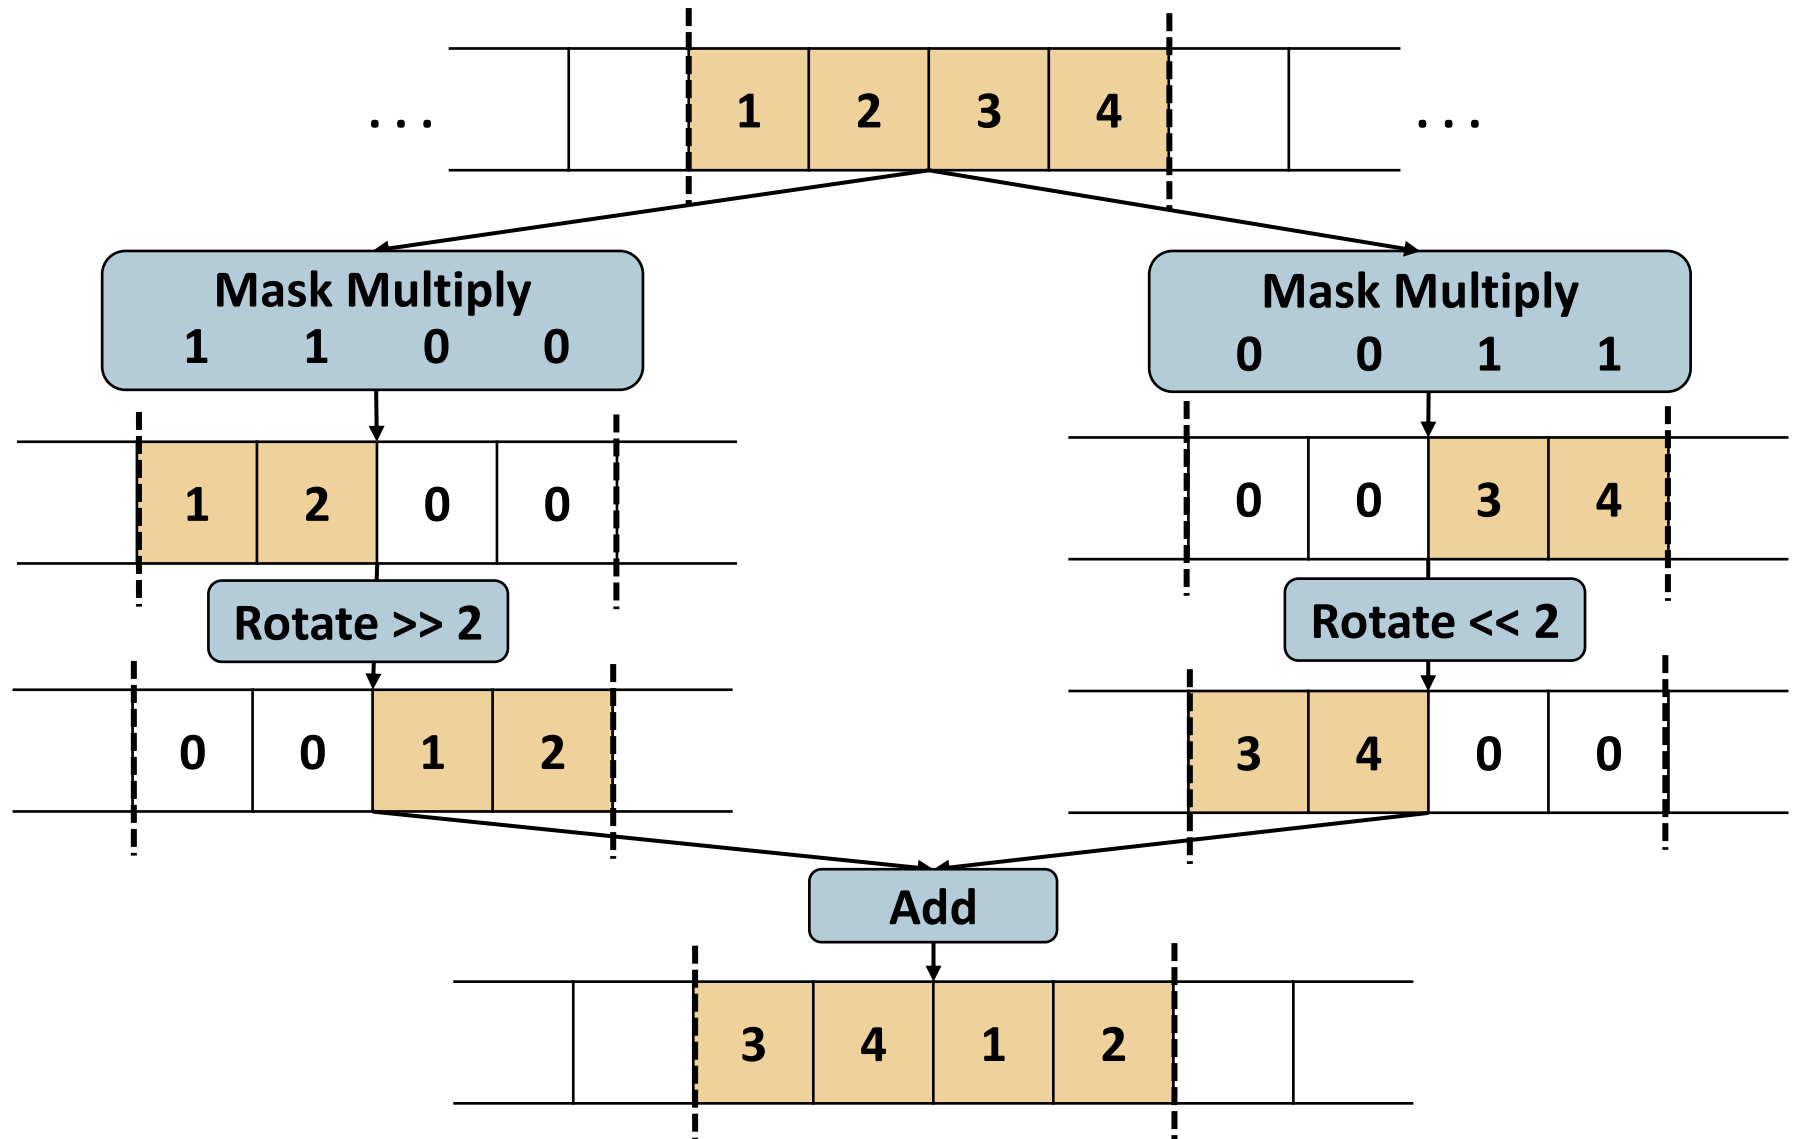 ... 1 2 3 4 ...
Mask Multiply
1 1 0 0
Mask Multiply
0 0 1 1
1 2 0 0
0 0 3 4
Rotate >> 2
Rotate << 2
0 0 1 2
3 4 0 0
Add
3 4 1 2